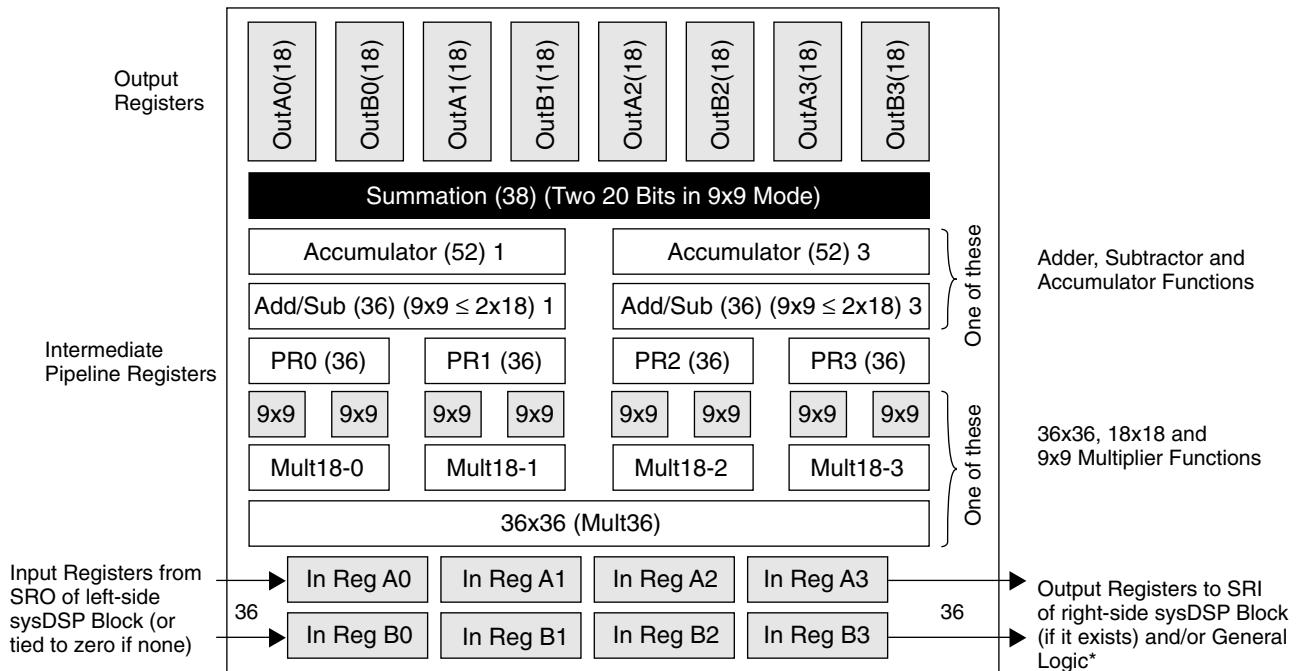 Output
Registers
OutA0(18)
OutB0(18)
OutA1(18)
OutB1(18)
OutA2(18)
OutB2(18)
OutA3(18)
OutB3(18)
Summation (38) (Two 20 Bits in 9x9 Mode)
Accumulator (52) 1
Accumulator (52) 3
Add/Sub (36) (9x9 ≤ 2x18) 1
Add/Sub (36) (9x9 ≤ 2x18) 3
One of these
Adder, Subtractor and
Accumulator Functions
Intermediate
Pipeline Registers
PR0 (36)
PR1 (36)
PR2 (36)
PR3 (36)
9x9
9x9
9x9
9x9
9x9
9x9
9x9
9x9
Mult18-0
Mult18-1
Mult18-2
Mult18-3
36x36 (Mult36)
One of these
36x36, 18x18 and
9x9 Multiplier Functions
Input Registers from
SRO of left-side
sysDSP Block (or
tied to zero if none)
36
In Reg A0
In Reg A1
In Reg A2
In Reg A3
In Reg B0
In Reg B1
In Reg B2
In Reg B3
36
Output Registers to SRI
of right-side sysDSP Block
(if it exists) and/or General
Logic*